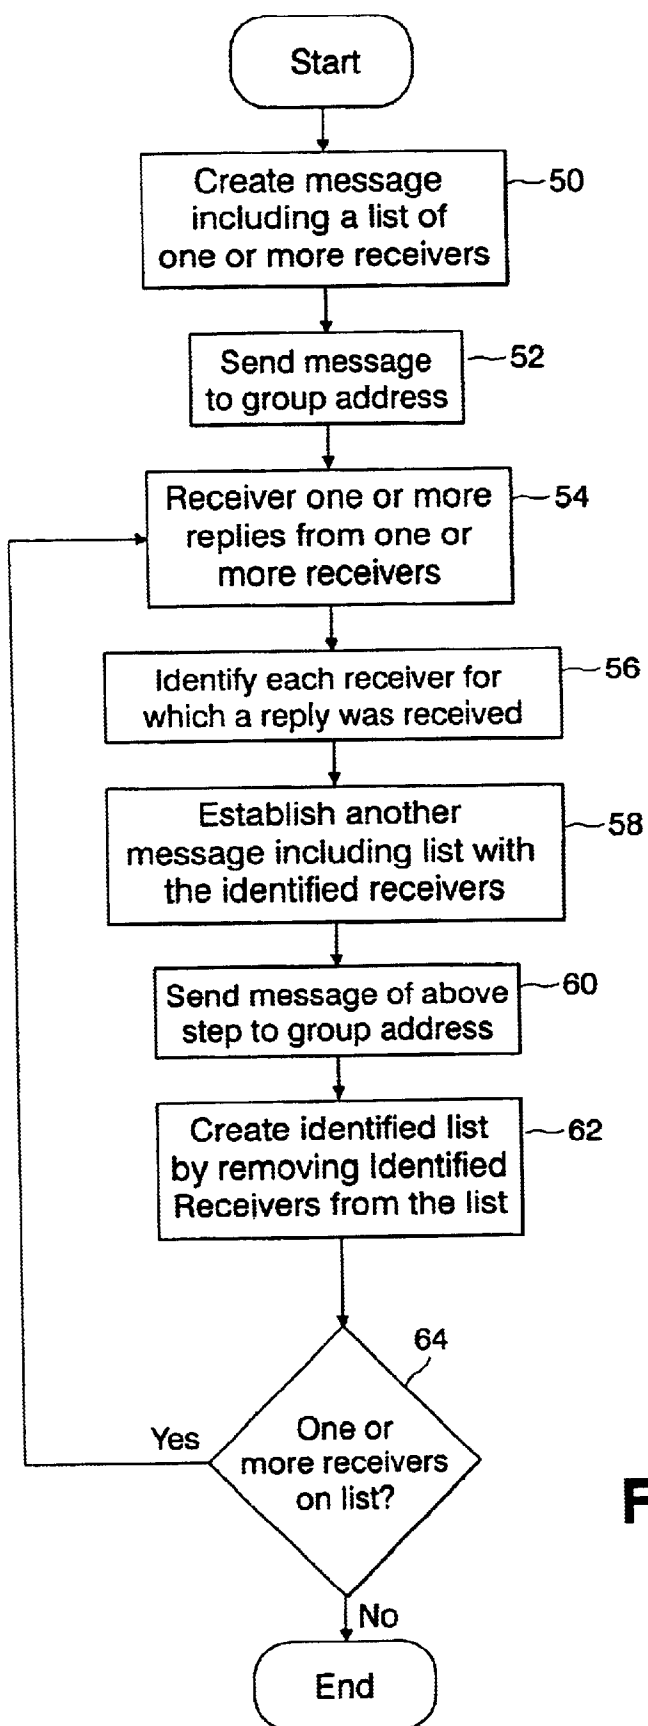 Start
Create message
including a list of
one or more receivers
50
Send message
to group address
52
Receiver one or more
replies from one or
more receivers
54
Identify each receiver for
which a reply was received
56
Establish another
message including list with
the identified receivers
58
Send message of above
step to group address
60
Create identified list
by removing Identified
Receivers from the list
62
64
One or
more receivers
on list?
Yes
No
End
F